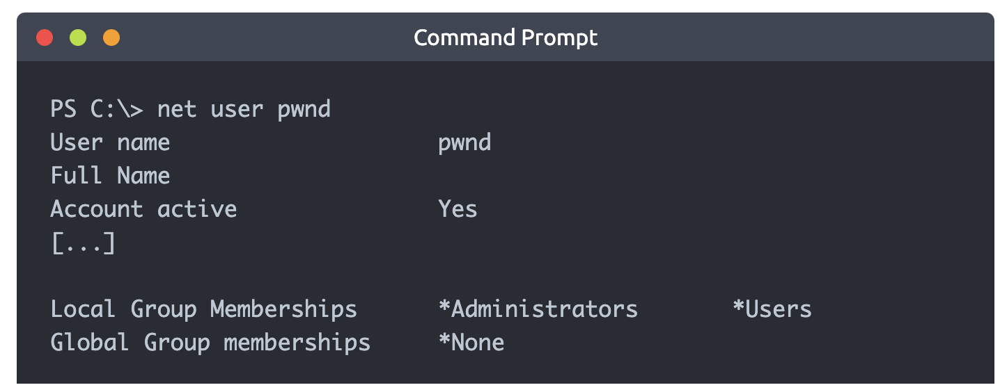 Command Prompt
PS C:\> net user pwnd
User name                    pwnd
Full Name
Account active               Yes
[...]
Local Group Memberships      *Administrators       *Users
Global Group memberships     *None